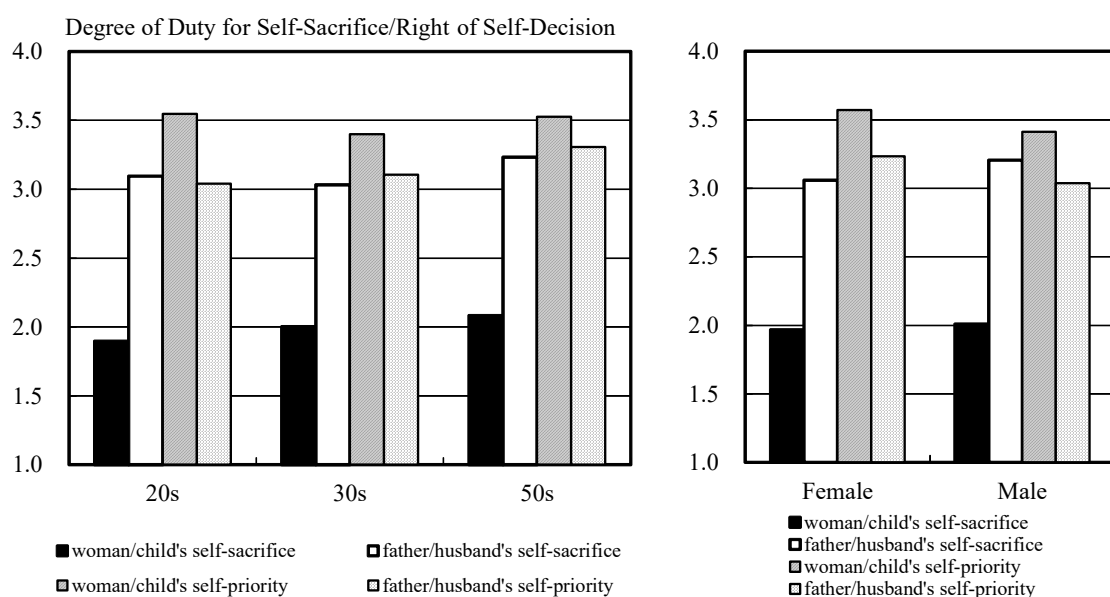 Degree of Duty for Self-Sacrifice/Right of Self-Decision
4.0
3.5
3.0
2.5
2.0
1.5
1.0
20s 30s 50s
woman/child's self-sacrifice father/husband's self-sacrifice
woman/child's self-priority father/husband's self-priority
4.0
3.5
3.0
2.5
2.0
1.5
1.0
Female Male
woman/child's self-sacrifice
father/husband's self-sacrifice
woman/child's self-priority
father/husband's self-priority